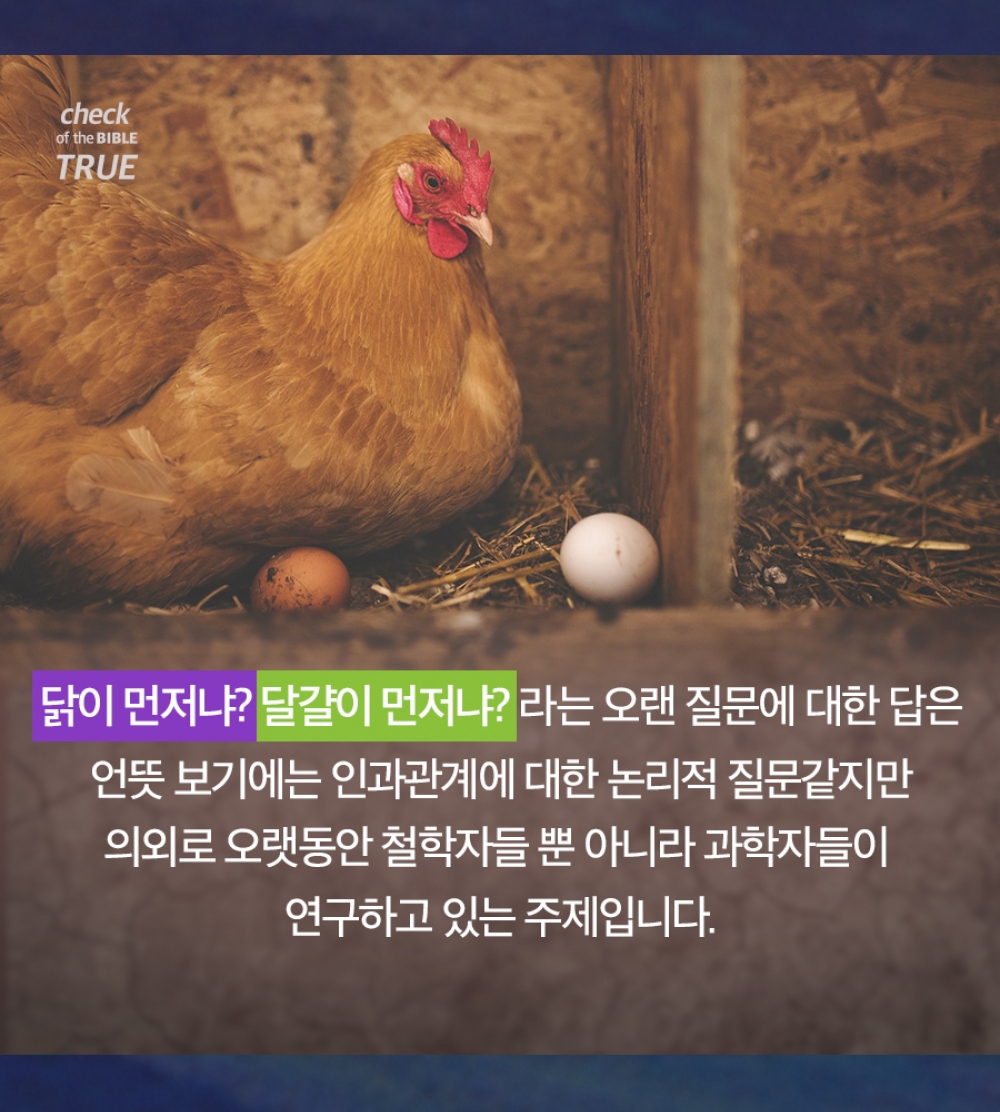 check
of the BIBLE
TRUE
닭이 먼저냐? 달걀이 먼저냐? 라는 오랜 질문에 대한 답은
언뜻 보기에는 인과관계에 대한 논리적 질문같지만
의외로 오랫동안 철학자들 뿐 아니라 과학자들이
연구하고 있는 주제입니다.